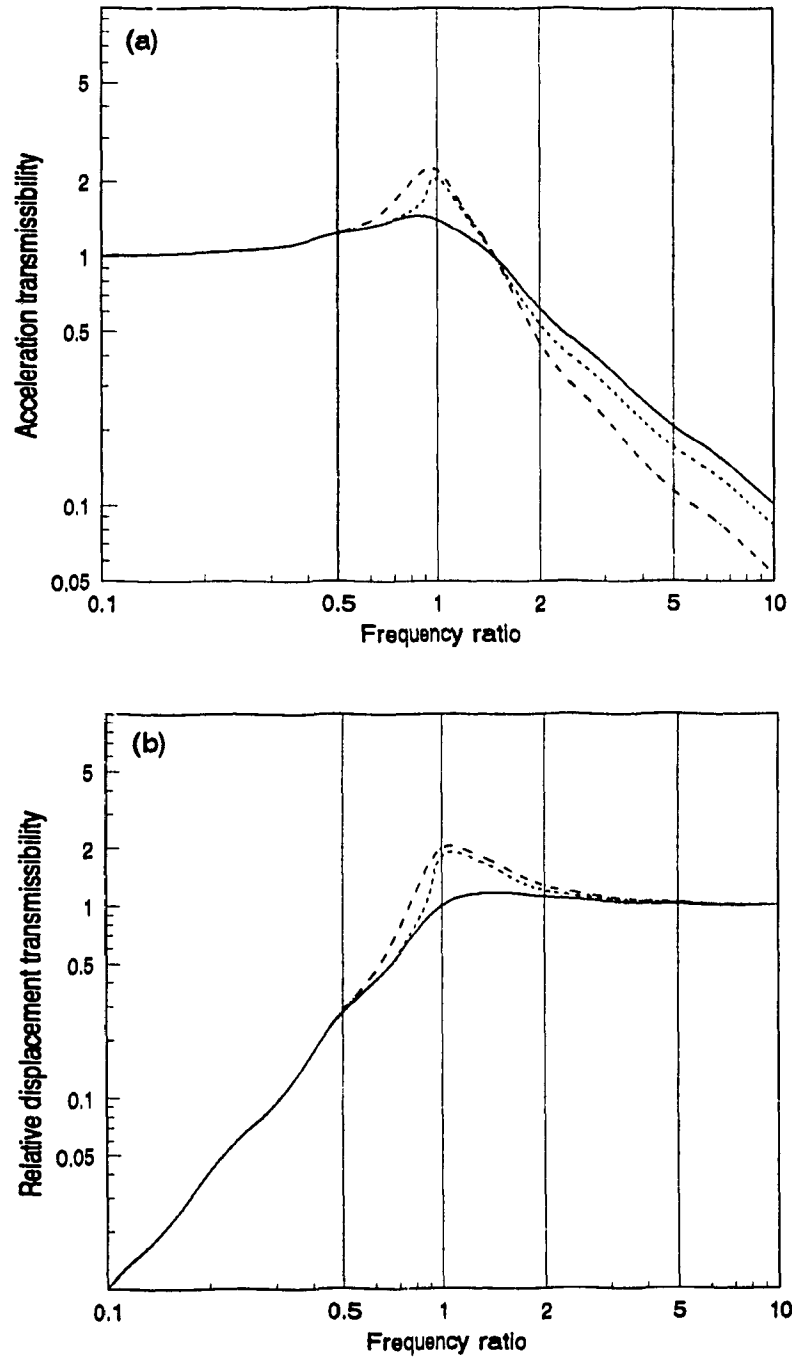 (a)
5
2
1
0.5
0.1
0.05
Acceleration transmissibility
0.1 0.5 1 2 5 10
Frequency ratio
(b)
5
2
1
0.5
0.1
0.05
Relative displacement transmissibility
0.1 0.5 1 2 5 10
Frequency ratio